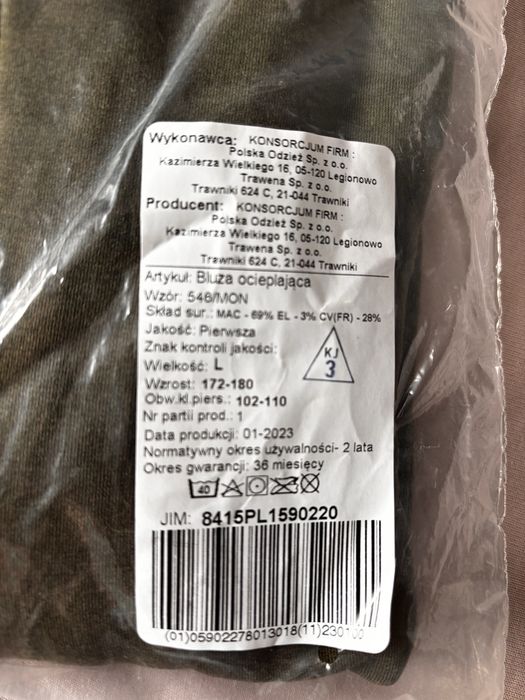 Wykonawca: KONSORCJUM FIRM :
Polska Odzież Sp. z o.o.
Kazimierza Wielkiego 16, 05-120 Legionowo
Trawena Sp. z o.o.
Trawniki 624 C, 21-044 Trawniki
Producent: KONSORCJUM FIRM :
Polska Odzież Sp. z o.o.
Kazimierza Wielkiego 16, 05-120 Legionowo
Trawena Sp. z o.o.
Trawniki 624 C, 21-044 Trawniki
Artykuł: Bluza ocieplająca
Wzór: 546/MON
Skład sur.: MAC - 69% EL - 3% CV(FR) - 28%
Jakość: Pierwsza
Znak kontroli jakości:
KJ
3
Wielkość: L
Wzrost: 172-180
Obw.kl.piers.: 102-110
Nr partii prod.: 1
Data produkcji: 01-2023
Normatywny okres używalności- 2 lata
Okres gwarancji: 36 miesięcy
40
JIM: 8415PL1590220
(01)05902278013018(11)230100